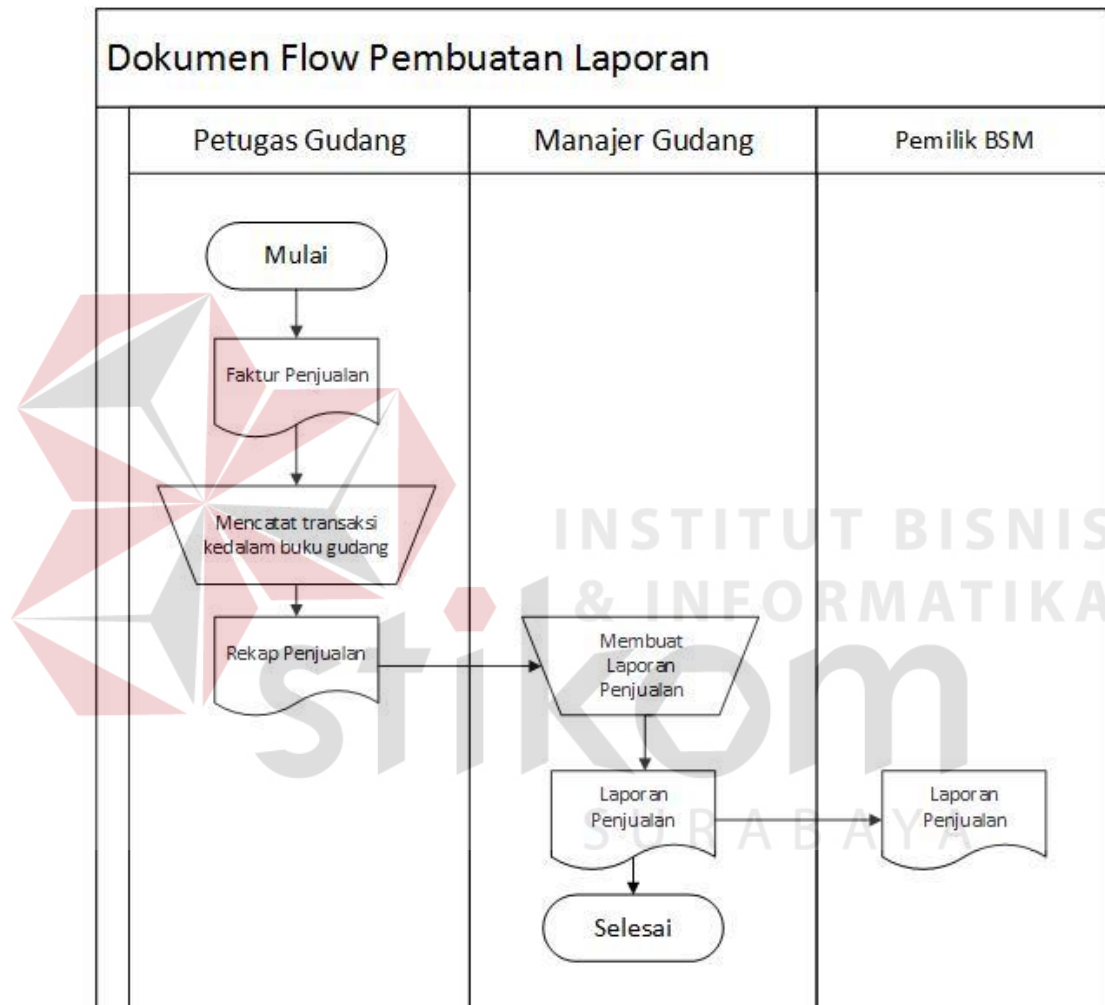 Dokumen Flow Pembuatan Laporan
Petugas Gudang
Manajer Gudang
Pemilik BSM
Mulai
Faktur Penjualan
Mencatat transaksi
kedalam buku gudang
Rekap Penjualan
Membuat
Laporan
Penjualan
Laporan
Penjualan
Laporan
Penjualan
Selesai
INSTITUT BISNIS
& INFORMATIKA
stikom
SURABAYA